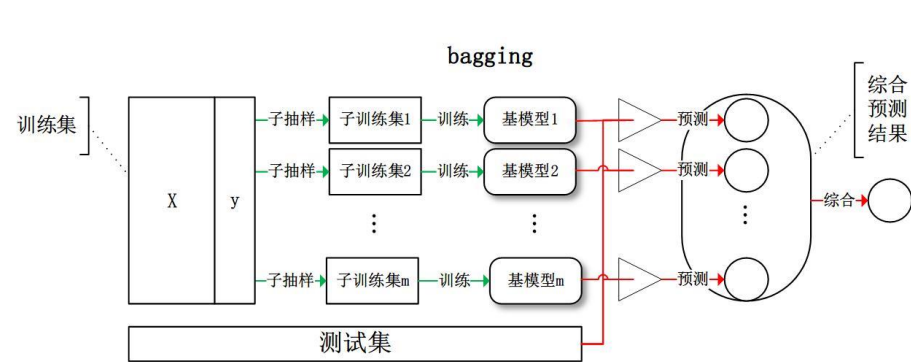 bagging
训练集
X
y
子抽样
子训练集1
训练
基模型1
预测
综合
预测
结果
子抽样
子训练集2
训练
基模型2
预测
综合
子抽样
子训练集m
训练
基模型m
预测
测试集